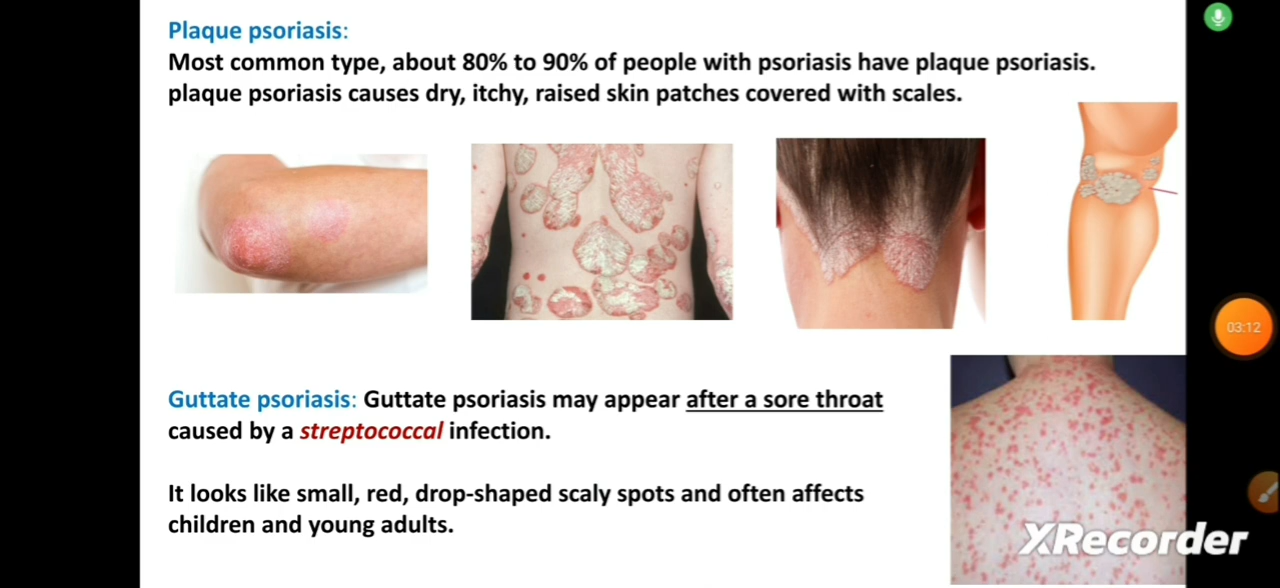 Plaque psoriasis:
Most common type, about 80% to 90% of people with psoriasis have plaque psoriasis.
plaque psoriasis causes dry, itchy, raised skin patches covered with scales.
03:12
Guttate psoriasis: Guttate psoriasis may appear after a sore throat
caused by a streptococcal infection.
It looks like small, red, drop-shaped scaly spots and often affects
children and young adults.
XRecorder